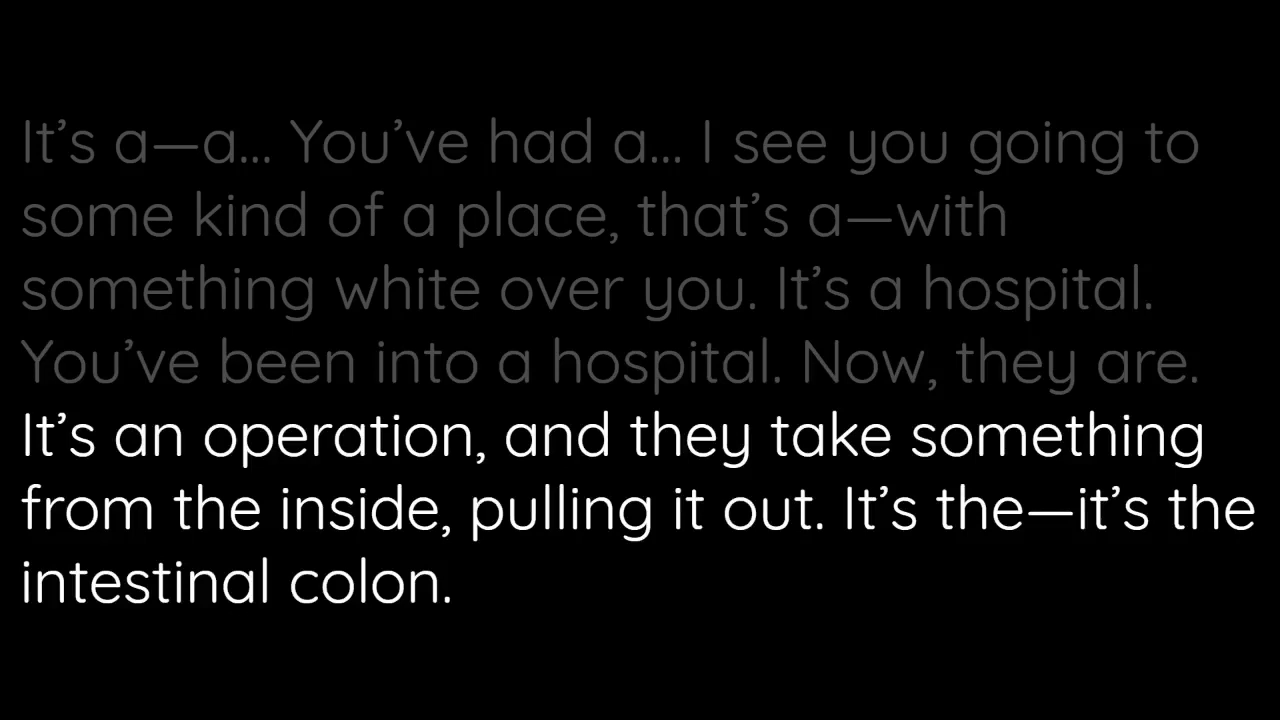 It’s a—a... You’ve had a... I see you going to
some kind of a place, that’s a—with
something white over you. It’s a hospital.
You’ve been into a hospital. Now, they are.
It’s an operation, and they take something
from the inside, pulling it out. It’s the—it’s the
intestinal colon.